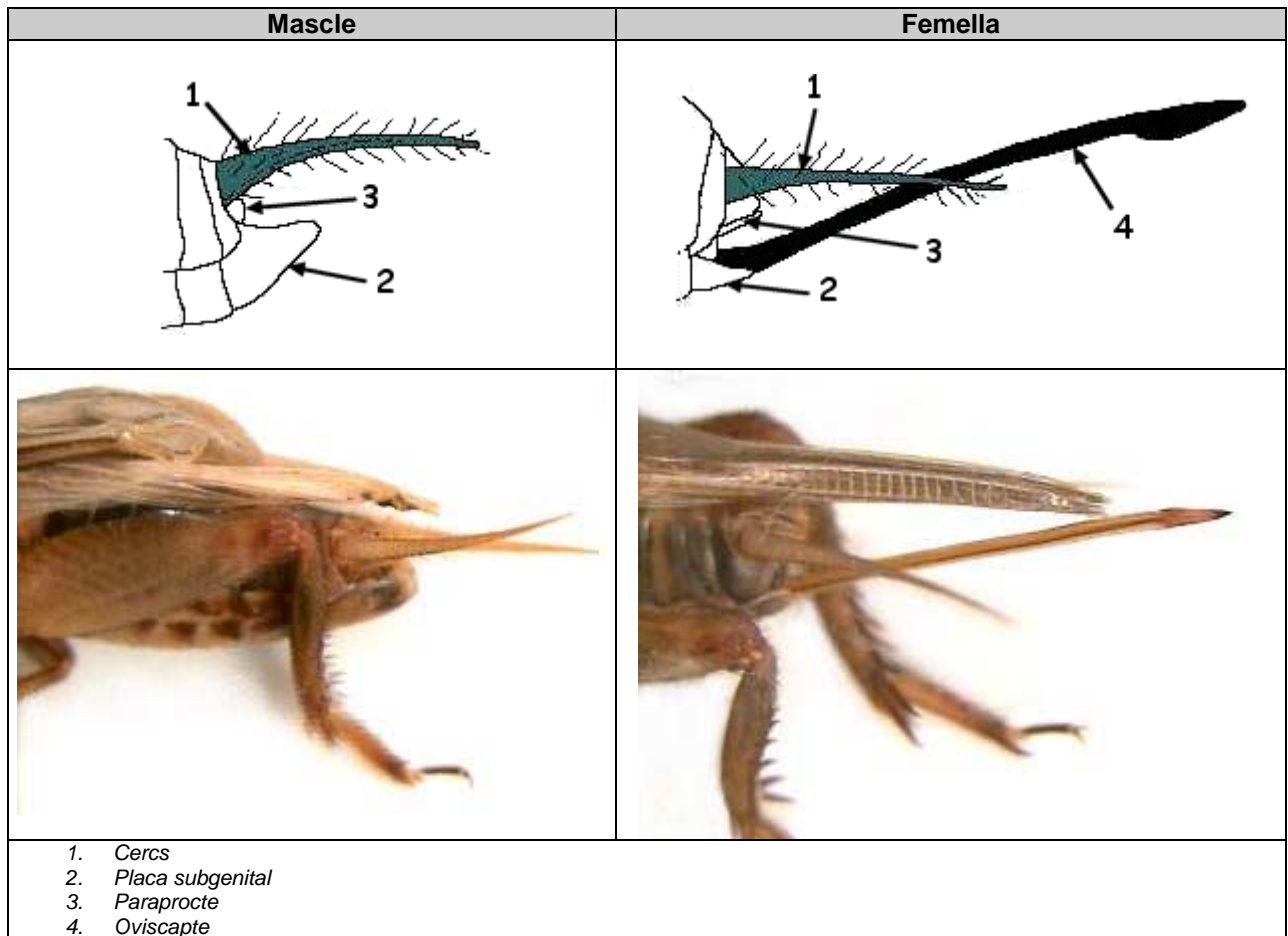 Mascle
Femella
1
3
2
1
4
3
2
1. Cercs
2. Placa subgenital
3. Paraprocte
4. Oviscapte